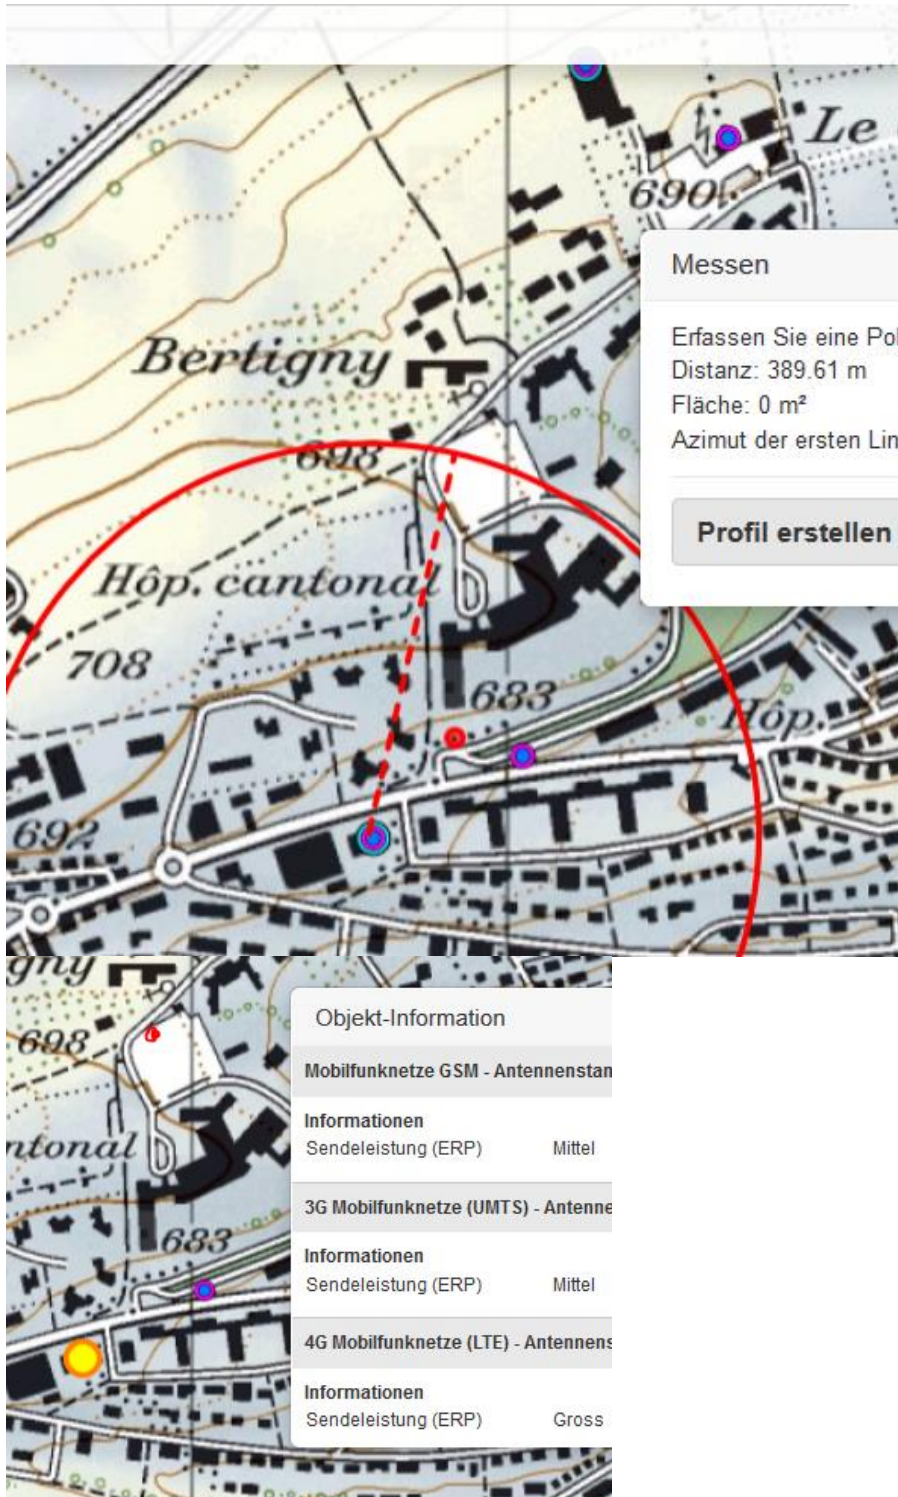 Le
690
Messen
Erfassen Sie eine Pol
Distanz: 389.61 m
Fläche: 0 m²
Azimut der ersten Lin
Profil erstellen
Bertigny
698
Hôp. cantonal
708
683
Hôp.
692
gny
698
Objekt-Information
Mobilfunknetze GSM - Antennenstan
Informationen
Sendeleistung (ERP) Mittel
ntonal
3G Mobilfunknetze (UMTS) - Antenne
683
Informationen
Sendeleistung (ERP) Mittel
4G Mobilfunknetze (LTE) - Antennens
Informationen
Sendeleistung (ERP) Gross